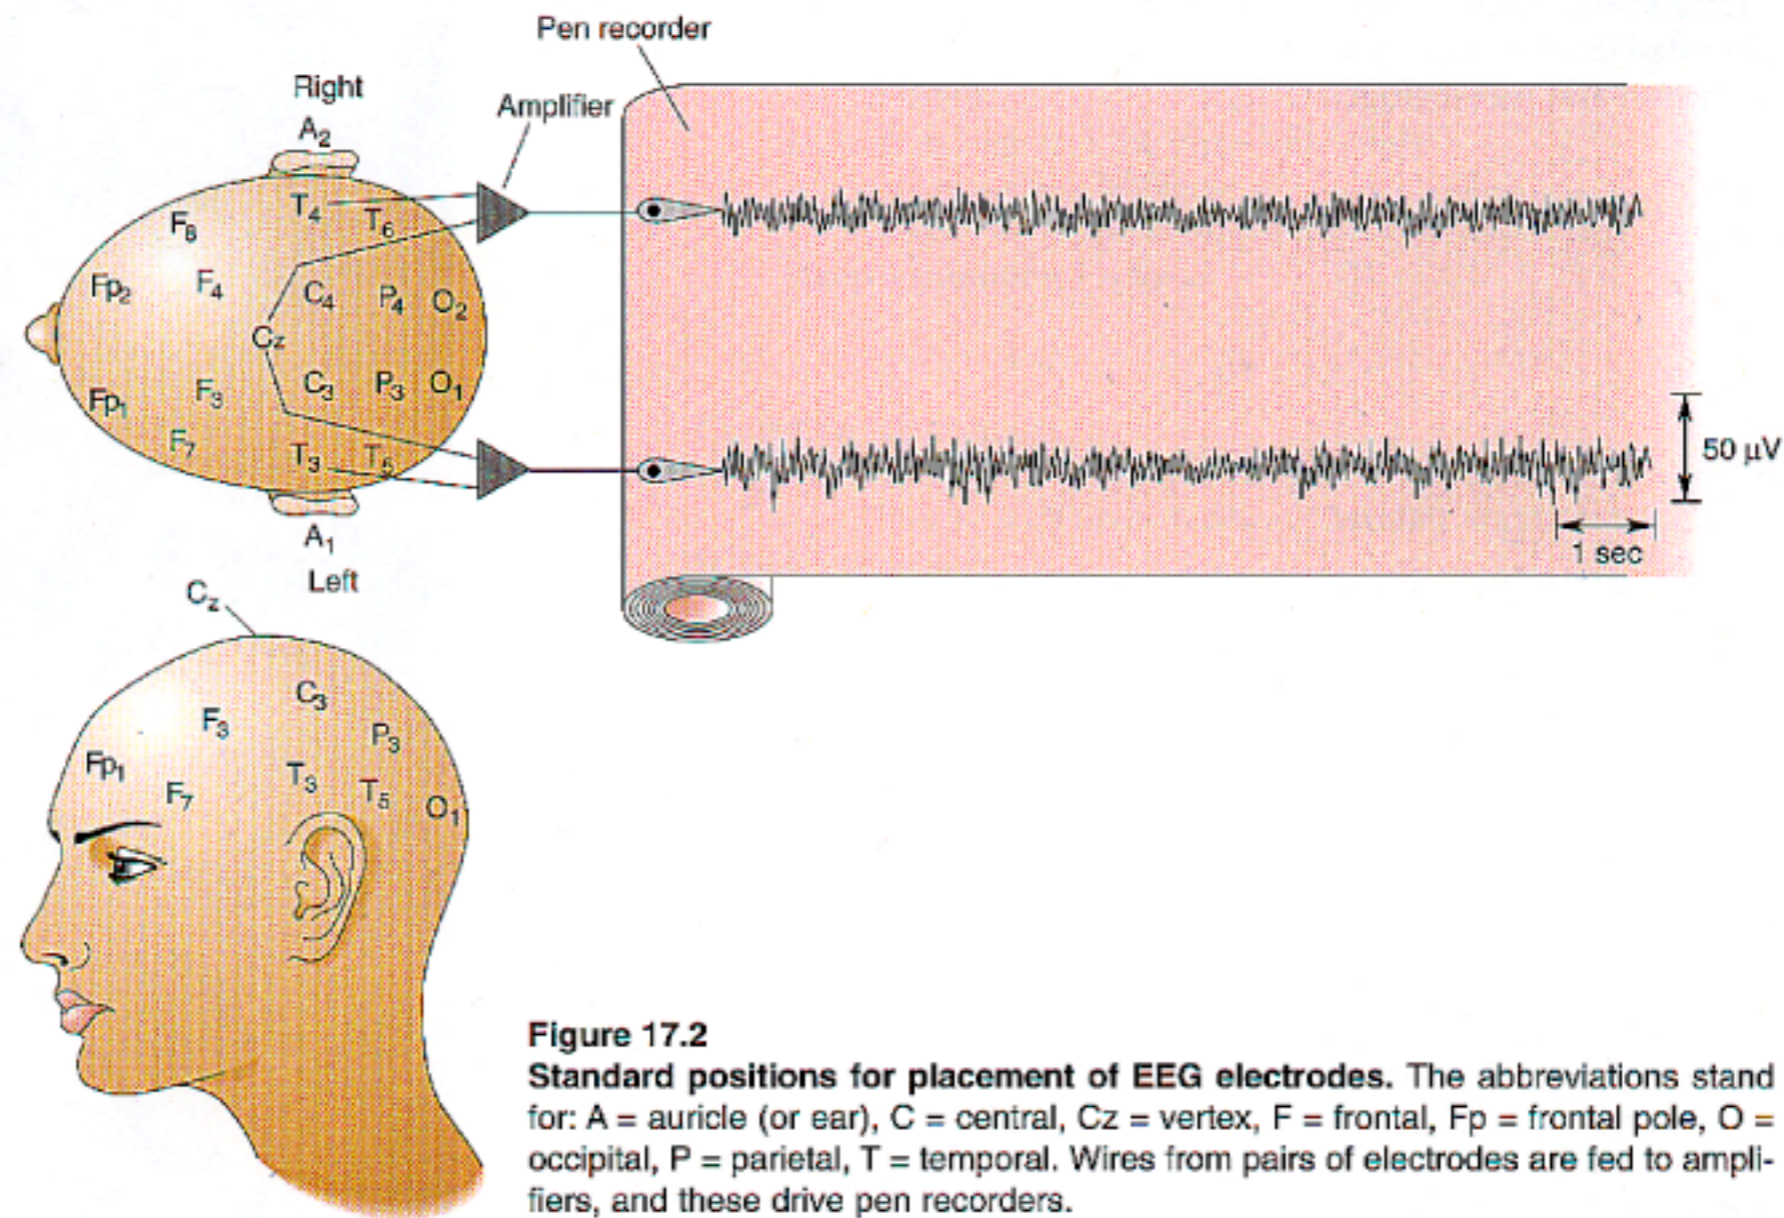 Pen recorder
Right
A2
Amplifier
T4
T6
F8
Fp2
F4
C4
P4
O2
Cz
Fp1
F3
C3
P3
O1
F7
T3
T5
A1
Left
50 μV
1 sec
Cz
C3
F3
P3
Fp1
F7
T3
T5
O1
Figure 17.2
Standard positions for placement of EEG electrodes. The abbreviations stand
for: A = auricle (or ear), C = central, Cz = vertex, F = frontal, Fp = frontal pole, O =
occipital, P = parietal, T = temporal. Wires from pairs of electrodes are fed to ampli-
fiers, and these drive pen recorders.